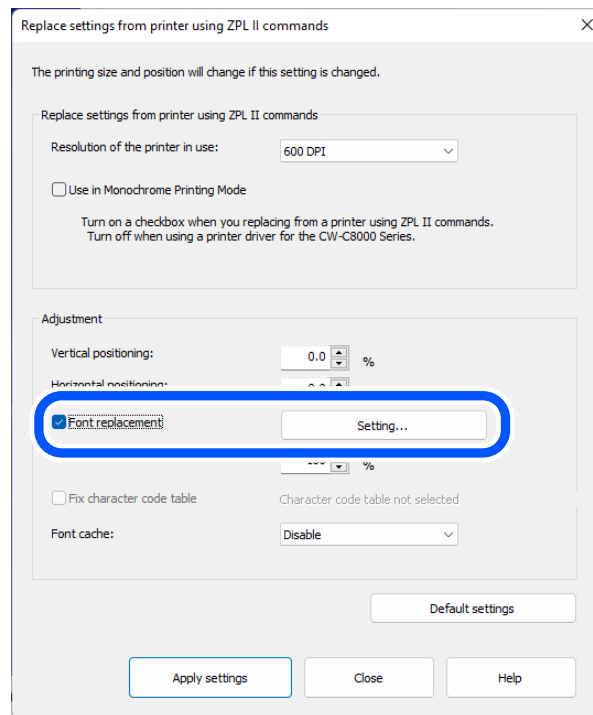 Replace settings from printer using ZPL II commands
The printing size and position will change if this setting is changed.
Replace settings from printer using ZPL II commands
Resolution of the printer in use:
600 DPI
Use in Monochrome Printing Mode
Turn on a checkbox when you replacing from a printer using ZPL II commands.
Turn off when using a printer driver for the CW-C8000 Series.
Adjustment
Vertical positioning:
0.0
%
Horizontal positioning:
Font replacement
Setting...
%
Fix character code table
Character code table not selected
Font cache:
Disable
Default settings
Apply settings
Close
Help